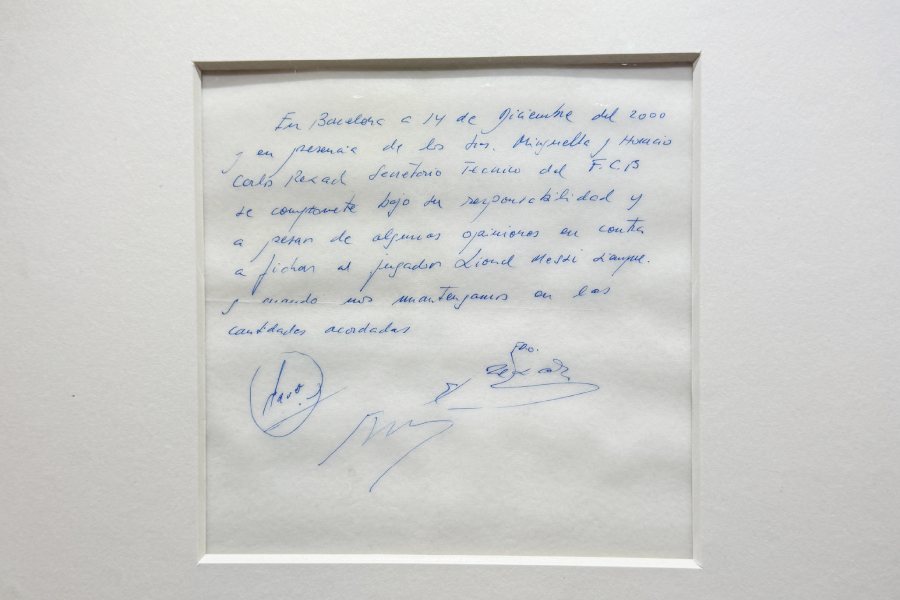 En Barcelona a 14 de Diciembre del 2000
y en presencia de los Sres. Minguella y Horacio
Carlos Rexach Secretario Tecnico del F.C.B
se compromete bajo su responsabilidad y
a pesar de algunas opiniones en contra
a fichar al jugador Lionel Messi siempre.
y cuando nos mantengamos en las
cantidades acordadas
Fdo.